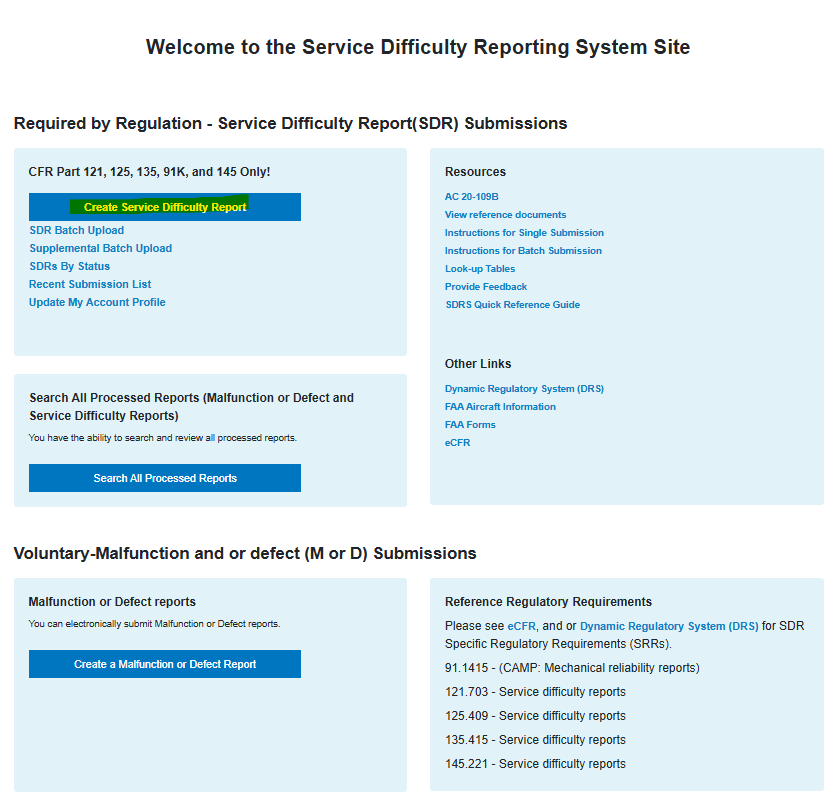 Welcome to the Service Difficulty Reporting System Site
Required by Regulation - Service Difficulty Report(SDR) Submissions
CFR Part 121, 125, 135, 91K, and 145 Only!
Create Service Difficulty Report
SDR Batch Upload
Supplemental Batch Upload
SDRs By Status
Recent Submission List
Update My Account Profile
Search All Processed Reports (Malfunction or Defect and
Service Difficulty Reports)
You have the ability to search and review all processed reports.
Search All Processed Reports
Resources
AC 20-109B
View reference documents
Instructions for Single Submission
Instructions for Batch Submission
Look-up Tables
Provide Feedback
SDRS Quick Reference Guide
Other Links
Dynamic Regulatory System (DRS)
FAA Aircraft Information
FAA Forms
eCFR
Voluntary-Malfunction and or defect (M or D) Submissions
Malfunction or Defect reports
You can electronically submit Malfunction or Defect reports.
Create a Malfunction or Defect Report
Reference Regulatory Requirements
Please see eCFR, and or Dynamic Regulatory System (DRS) for SDR
Specific Regulatory Requirements (SRRs).
91.1415 - (CAMP: Mechanical reliability reports)
121.703 - Service difficulty reports
125.409 - Service difficulty reports
135.415 - Service difficulty reports
145.221 - Service difficulty reports